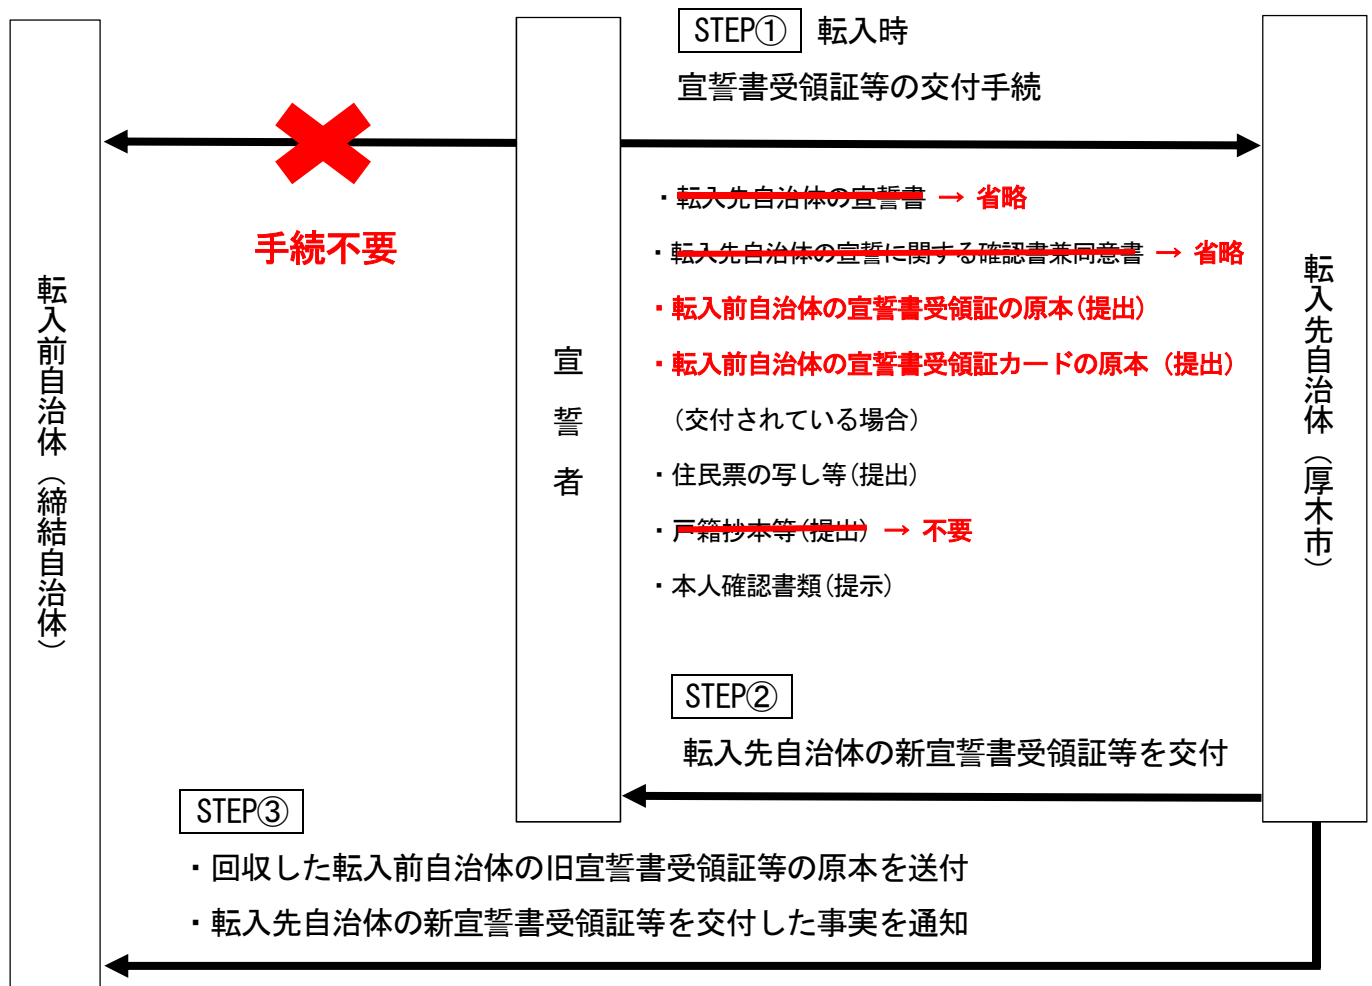 STEP① 転入時
宣誓書受領証等の交付手続
手続不要
・転入先自治体の宣誓書 → 省略
・転入先自治体の宣誓に関する確認書兼同意書 → 省略
・転入前自治体の宣誓書受領証の原本(提出)
・転入前自治体の宣誓書受領証カードの原本（提出）
（交付されている場合）
・住民票の写し等(提出)
・戸籍抄本等(提出) → 不要
・本人確認書類(提示)
転入前自治体（締結自治体）
宣誓者
転入先自治体（厚木市）
STEP②
転入先自治体の新宣誓書受領証等を交付
STEP③
・回収した転入前自治体の旧宣誓書受領証等の原本を送付
・転入先自治体の新宣誓書受領証等を交付した事実を通知